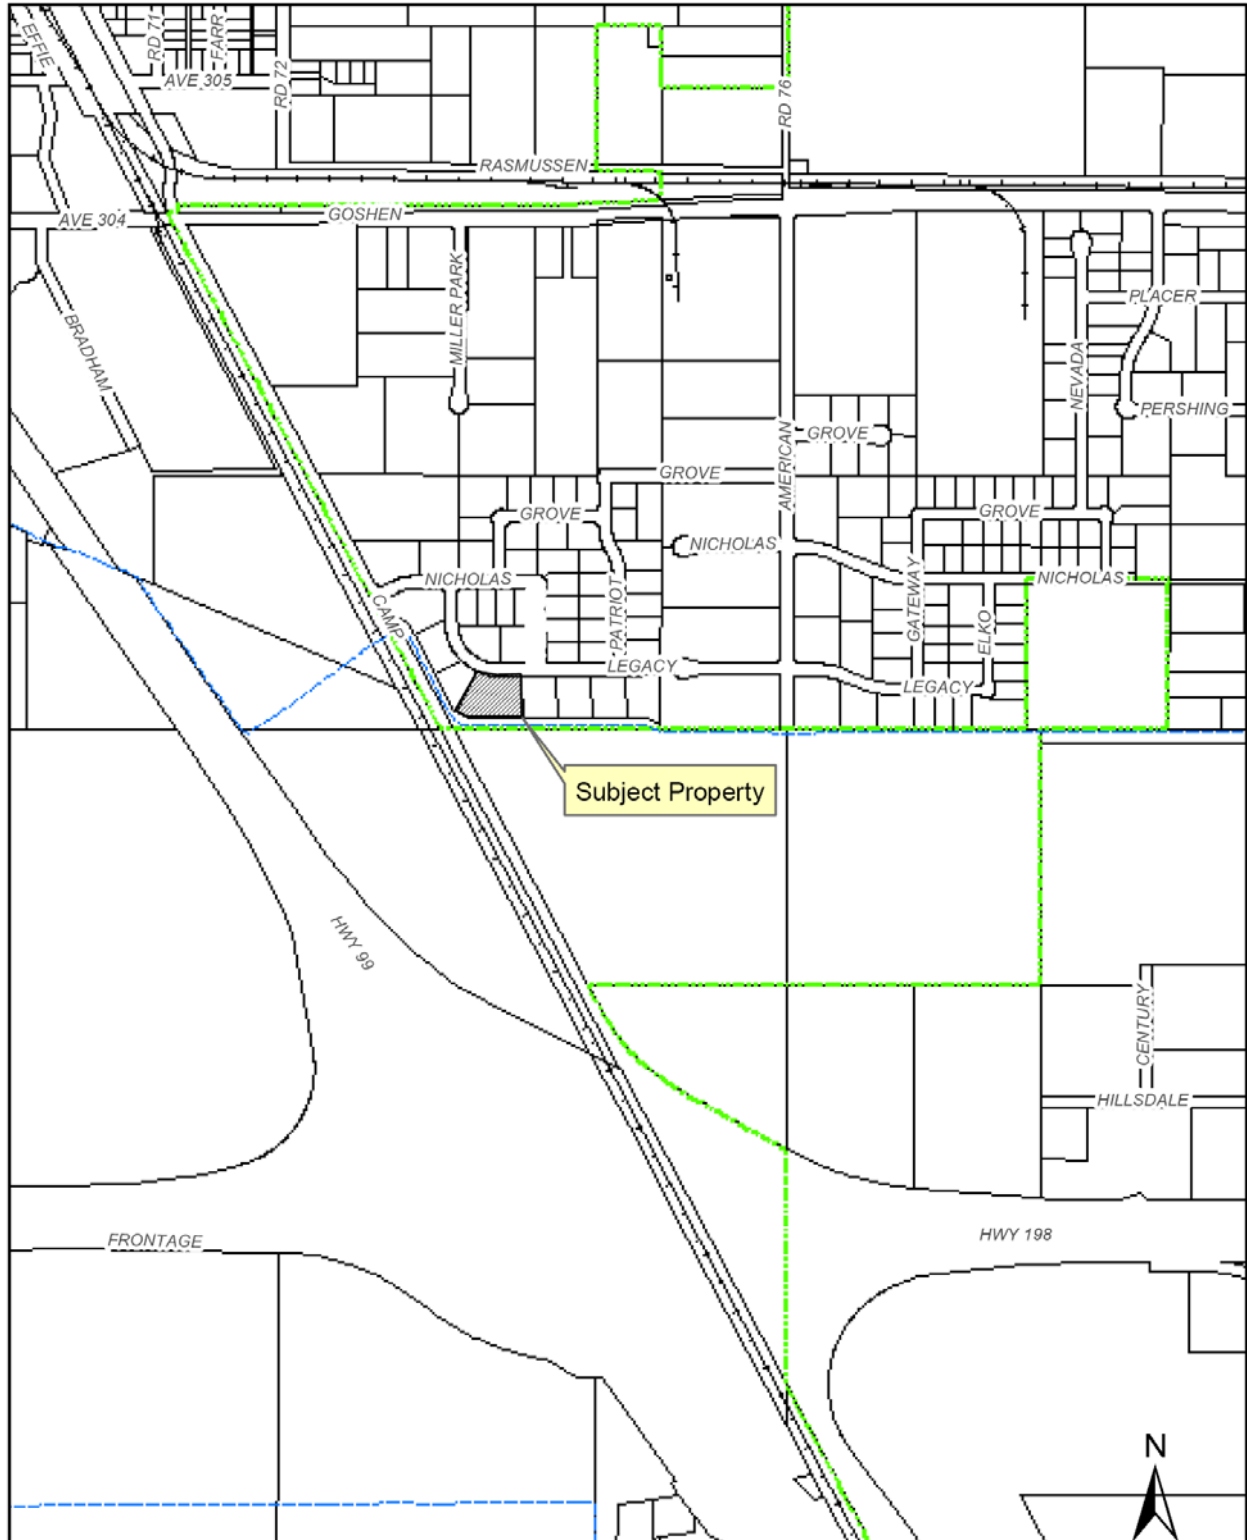 EFFIE
RD 71
FARR
RD 72
AVE 305
RD 76
RASMUSSEN
AVE 304
GOSHEN
BRADHAM
MILLER PARK
PLACER
NEVADA
PERSHING
AMERICAN
GROVE
GROVE
GROVE
GROVE
NICHOLAS
NICHOLAS
NICHOLAS
CAMP
PATRIOT
GATEWAY
ELKO
LEGACY
LEGACY
Subject Property
HWY 99
CENTURY
HILLSDALE
FRONTAGE
HWY 198
N